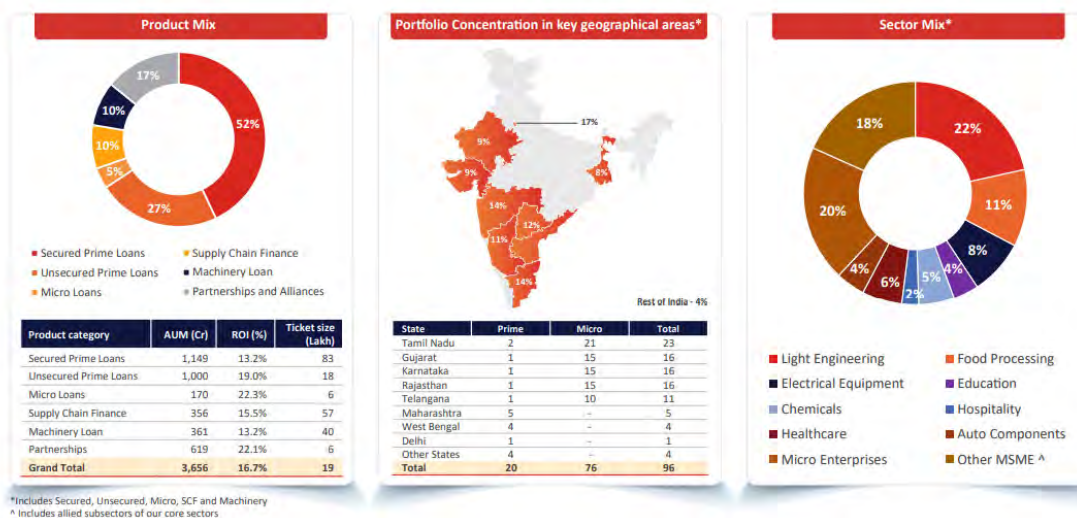 Product Mix
17%
52%
10%
10%
5%
27%
Secured Prime Loans
Supply Chain Finance
Unsecured Prime Loans
Machinery Loan
Micro Loans
Partnerships and Alliances
Product category AUM (Cr) ROI (%) Ticket size (Lakh)
Secured Prime Loans 1,149 13.2% 83
Unsecured Prime Loans 1,000 19.0% 18
Micro Loans 170 22.3% 6
Supply Chain Finance 356 15.5% 57
Machinery Loan 361 13.2% 40
Partnerships 619 22.1% 6
Grand Total 3,656 16.7% 19
Portfolio Concentration in key geographical areas*
17%
9%
9%
8%
14%
12%
11%
14%
Rest of India - 4%
State Prime Micro Total
Tamil Nadu 2 21 23
Gujarat 1 15 16
Karnataka 1 15 16
Rajasthan 1 15 16
Telangana 1 10 11
Maharashtra 5 - 5
West Bengal 4 - 4
Delhi 1 - 1
Other States 4 - 4
Total 20 76 96
Sector Mix*
18%
22%
11%
20%
8%
4%
4%
5%
6%
2%
Light Engineering
Food Processing
Electrical Equipment
Education
Chemicals
Hospitality
Healthcare
Auto Components
Micro Enterprises
Other MSME ^
*Includes Secured, Unsecured, Micro, SCF and Machinery
^ Includes allied subsectors of our core sectors